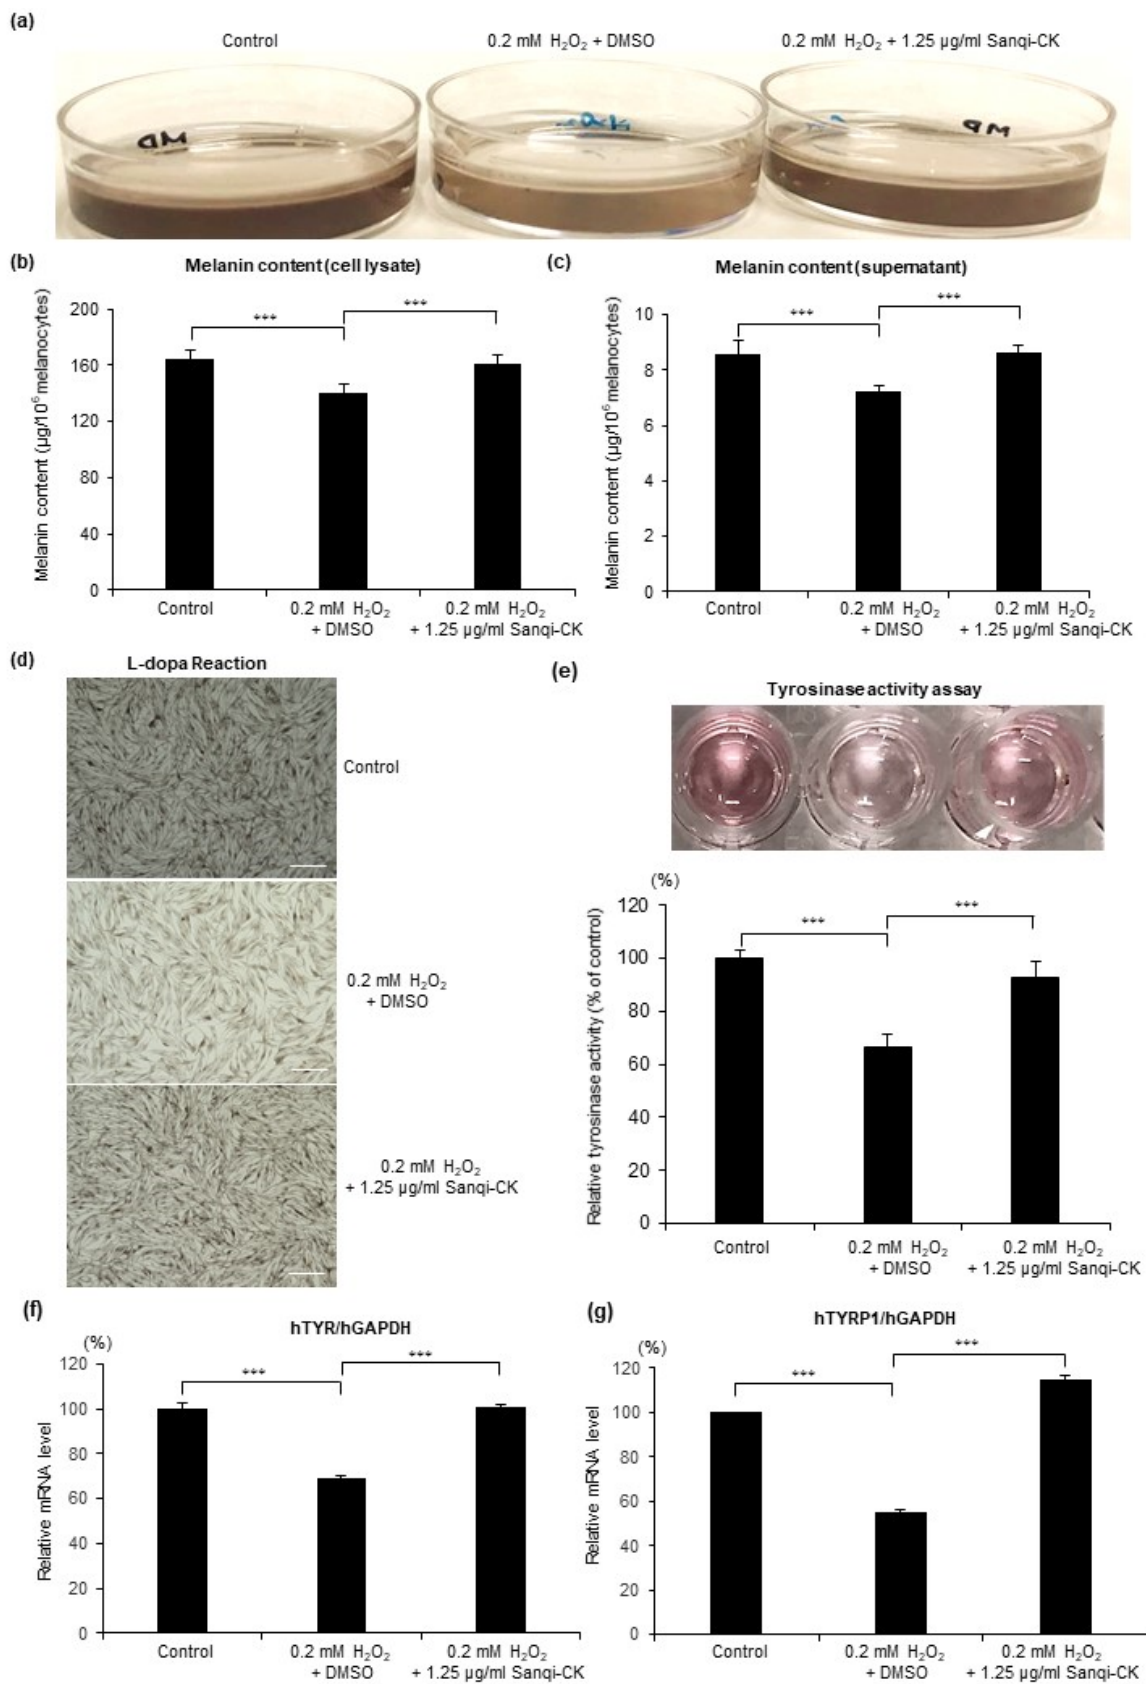 (a)
Control
0.2 mM H₂O₂ + DMSO
0.2 mM H₂O₂ + 1.25 µg/ml Sanqi-CK
MD
MD
(b)
Melanin content (cell lysate)
Melanin content (µg/10⁶ melanocytes)
200
160
120
80
40
0
***
***
Control
0.2 mM H₂O₂
+ DMSO
0.2 mM H₂O₂
+ 1.25 µg/ml Sanqi-CK
(c)
Melanin content (supernatant)
Melanin content (µg/10⁶ melanocytes)
10
8
6
4
2
0
***
***
Control
0.2 mM H₂O₂
+ DMSO
0.2 mM H₂O₂
+ 1.25 µg/ml Sanqi-CK
(d)
L-dopa Reaction
Control
0.2 mM H₂O₂
+ DMSO
0.2 mM H₂O₂
+ 1.25 µg/ml Sanqi-CK
(e)
Tyrosinase activity assay
(%)
Relative tyrosinase activity (% of control)
120
100
80
60
40
20
0
***
***
Control
0.2 mM H₂O₂
+ DMSO
0.2 mM H₂O₂
+ 1.25 µg/ml Sanqi-CK
(f)
hTYR/hGAPDH
(%)
Relative mRNA level
120
100
80
60
40
20
0
***
***
Control
0.2 mM H₂O₂
+ DMSO
0.2 mM H₂O₂
+ 1.25 µg/ml Sanqi-CK
(g)
hTYRP1/hGAPDH
(%)
Relative mRNA level
120
100
80
60
40
20
0
***
***
Control
0.2 mM H₂O₂
+ DMSO
0.2 mM H₂O₂
+ 1.25 µg/ml Sanqi-CK